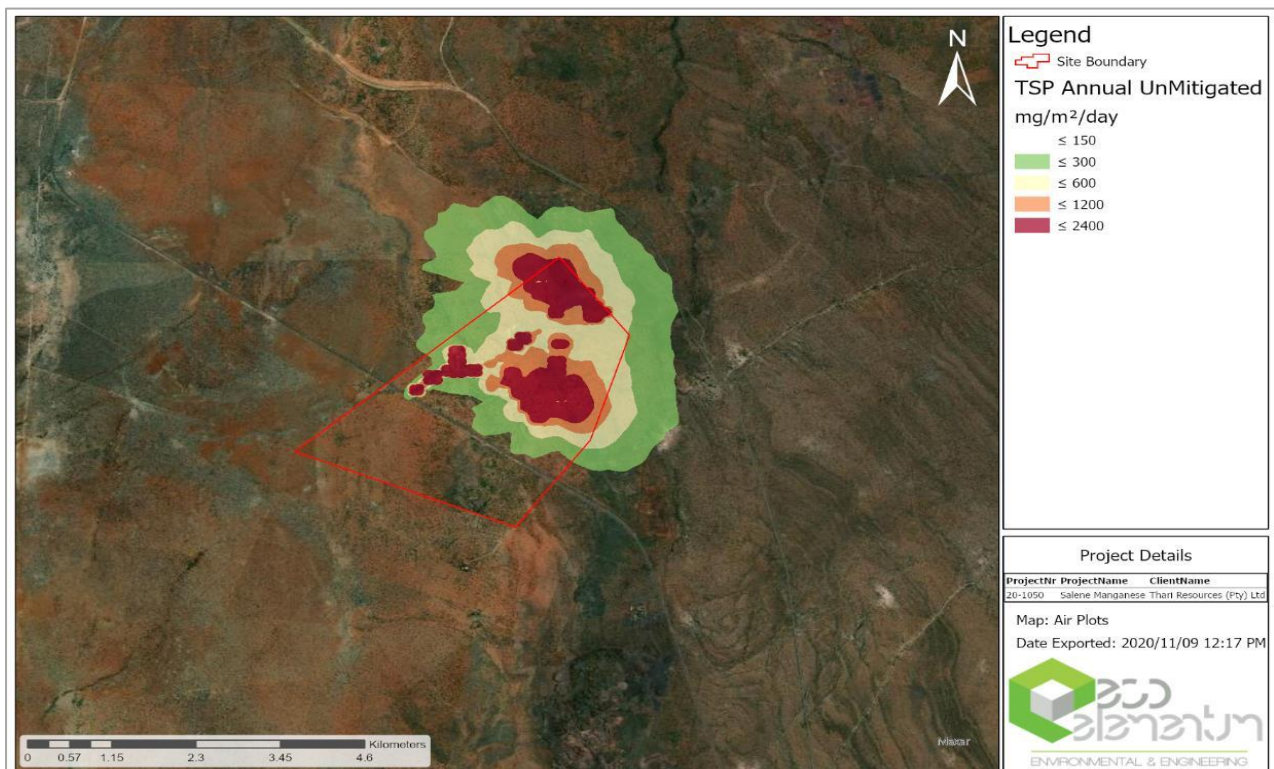 N
Legend
Site Boundary
TSP Annual UnMitigated
mg/m²/day
≤ 150
≤ 300
≤ 600
≤ 1200
≤ 2400
Project Details
ProjectNr ProjectName ClientName
20-1050 Salene Manganese Thari Resources (Pty) Ltd
Map: Air Plots
Date Exported: 2020/11/09 12:17 PM
eco
elementum
ENVIRONMENTAL & ENGINEERING
Maxar
Kilometers
0 0.57 1.15 2.3 3.45 4.6